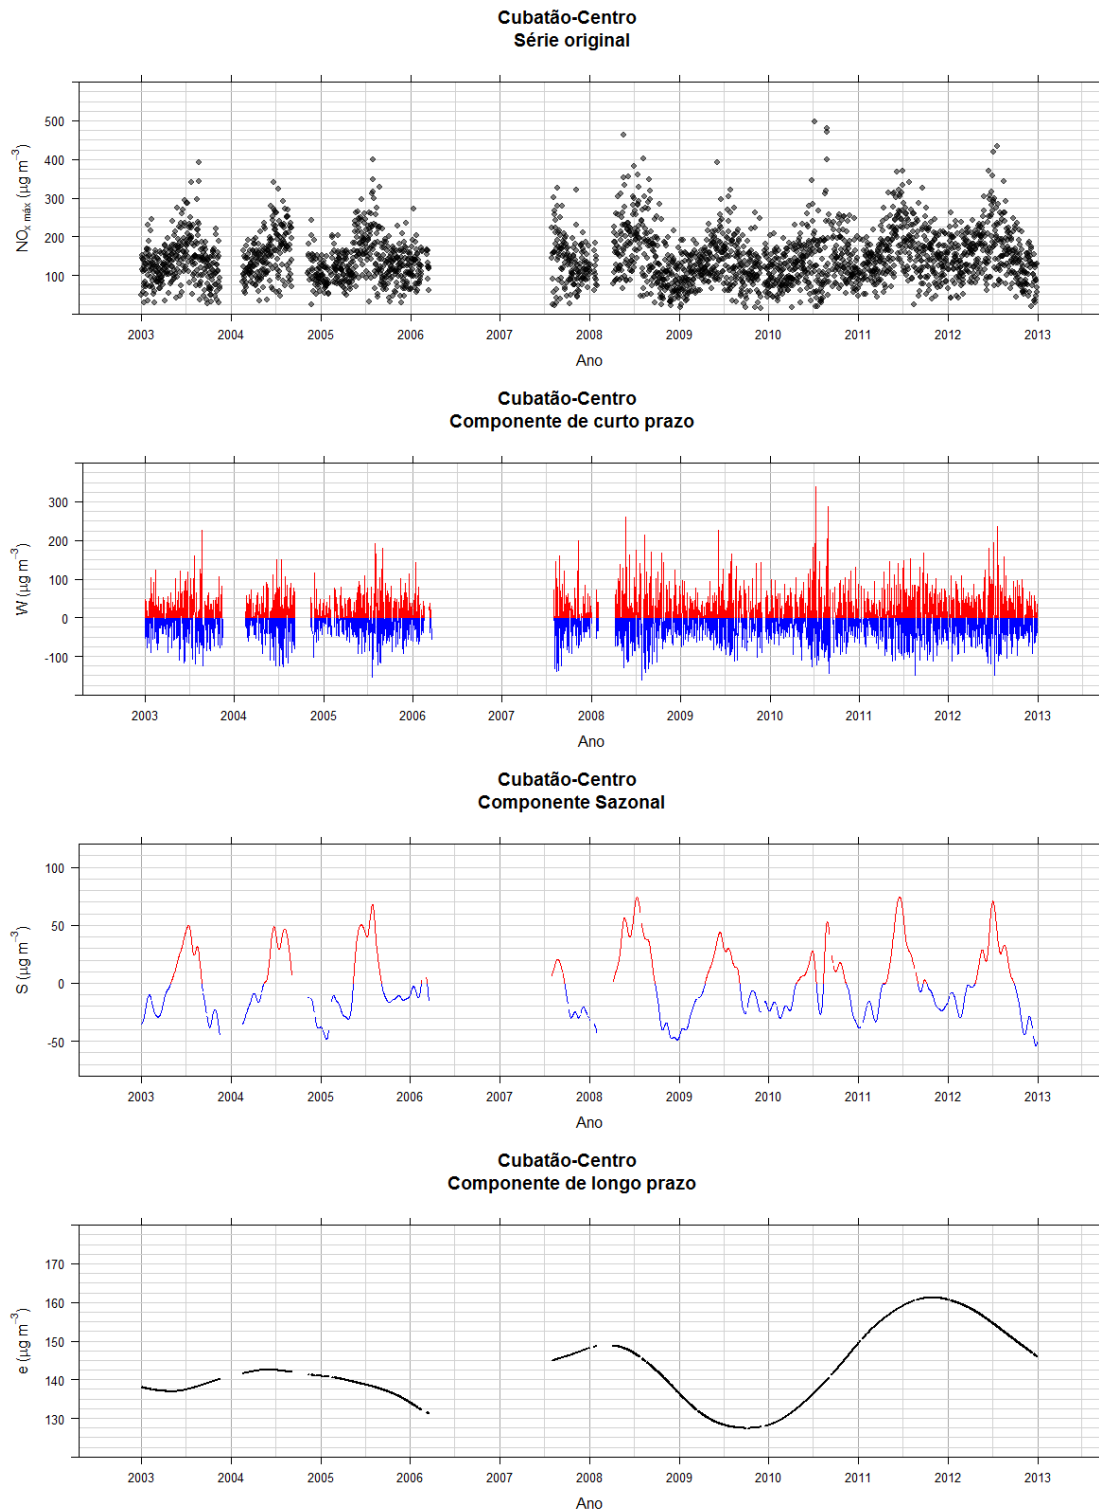 Cubatão-Centro
Série original
NOx máx (µg m⁻³)
500
400
300
200
100
2003 2004 2005 2006 2007 2008 2009 2010 2011 2012 2013
Ano
Cubatão-Centro
Componente de curto prazo
W (µg m⁻³)
300
200
100
0
-100
2003 2004 2005 2006 2007 2008 2009 2010 2011 2012 2013
Ano
Cubatão-Centro
Componente Sazonal
S (µg m⁻³)
100
50
0
-50
2003 2004 2005 2006 2007 2008 2009 2010 2011 2012 2013
Ano
Cubatão-Centro
Componente de longo prazo
e (µg m⁻³)
170
160
150
140
130
2003 2004 2005 2006 2007 2008 2009 2010 2011 2012 2013
Ano